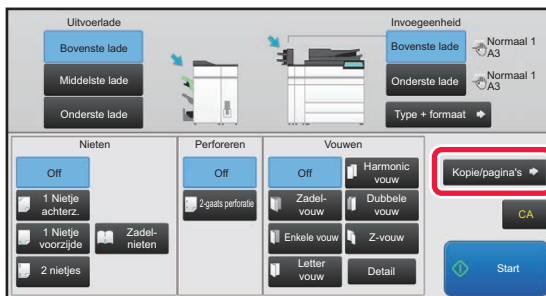 Uitvoerlade
Bovenste lade
Middelste lade
Onderste lade
Invoegeenheid
Bovenste lade
Normaal 1
A3
Onderste lade
Normaal 1
A3
Type + formaat
Nieten
Off
1 Nietje
achterz.
1 Nietje
voorzijde
Zadel-
nieten
2 nietjes
Perforeren
Off
2-gaats perforatie
Vouwen
Off
Harmonic
vouw
Zadel-
vouw
Dubbele
vouw
Enkele vouw
Z-vouw
Letter
vouw
Detail
Kopie/pagina's
CA
Start